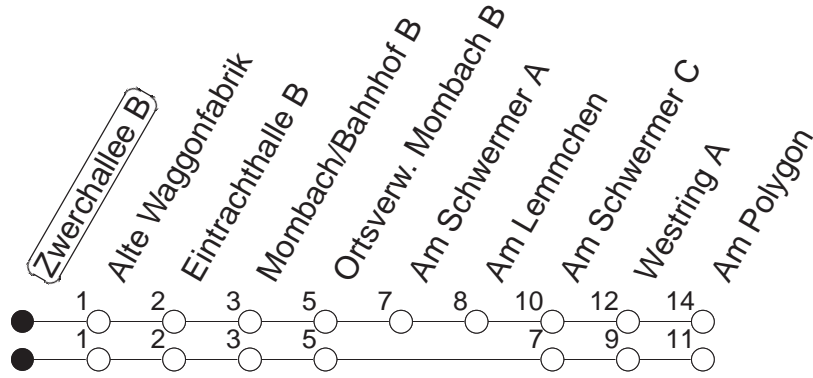 Zwerchallee B
Alte Waggonfabrik
Eintrachthalle B
Mombach/Bahnhof B
Ortsverw. Mombach B
Am Schwermer A
Am Lemmchen
Am Schwermer C
Westring A
Am Polygon
1 2 3 5 7 8 10 12 14
1 2 3 5 7 9 11